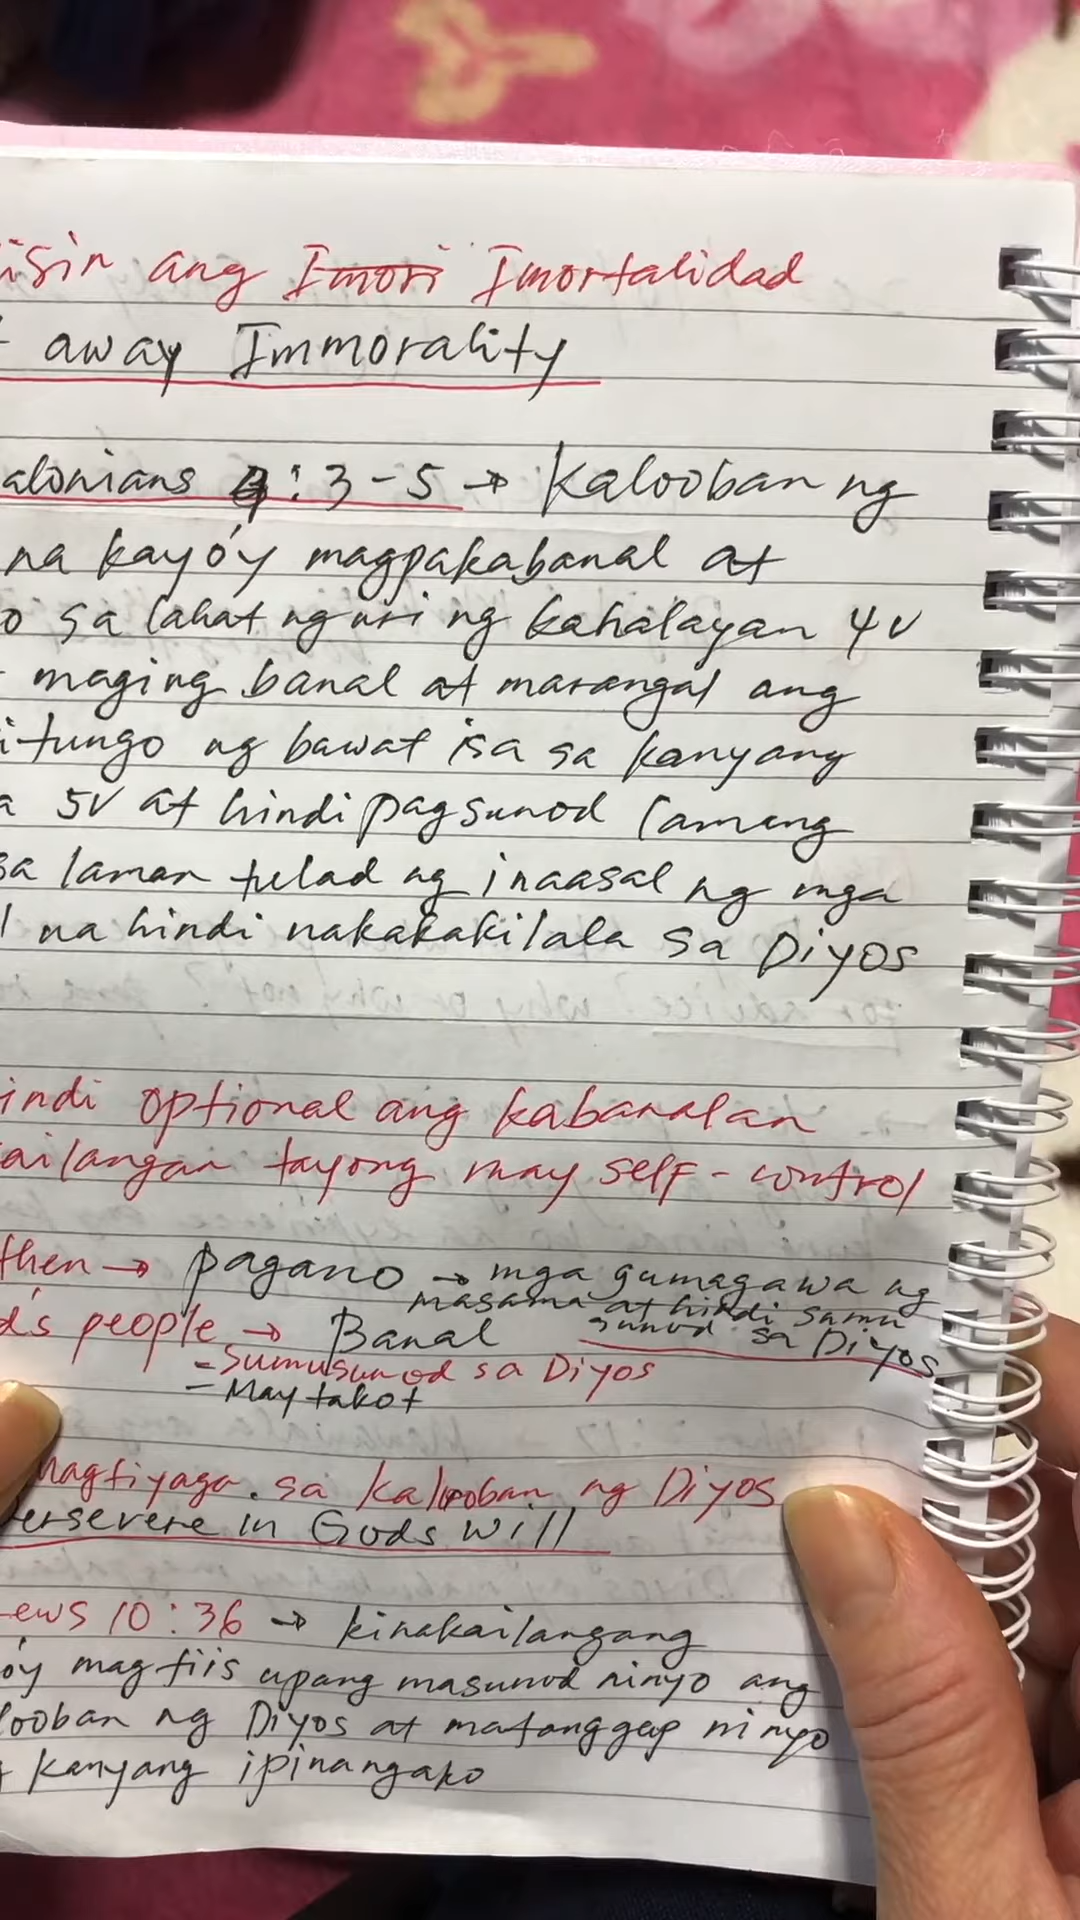 isin ang Imori Imortalidad
away Immorality
alonians 4:3-5 → Kalooban ng
na kayo'y magpakabanal at
o sa lahat ng uri ng kahalayan 4v
maging banal at marangal ang
itungo ng bawat isa sa kanyang
a 5v at hindi pagsunod lamang
sa laman tulad ng inaasal ng mga
l na hindi nakakakilala sa Diyos
indi optional ang kabanalan
ailangan tayong may self-control
then → pagano → mga gumagawa ng
masama at hindi sumu
sunod sa Diyos
d's people → Banal
- Sumusunod sa Diyos
- May takot
Magtiyaga sa kalooban ng Diyos
ersevere in Gods will
ews 10:36 → kinakailangang
óy magtiis upang masunod ninyo ang
looban ng Diyos at matanggap ninyo
kanyang ipinangako